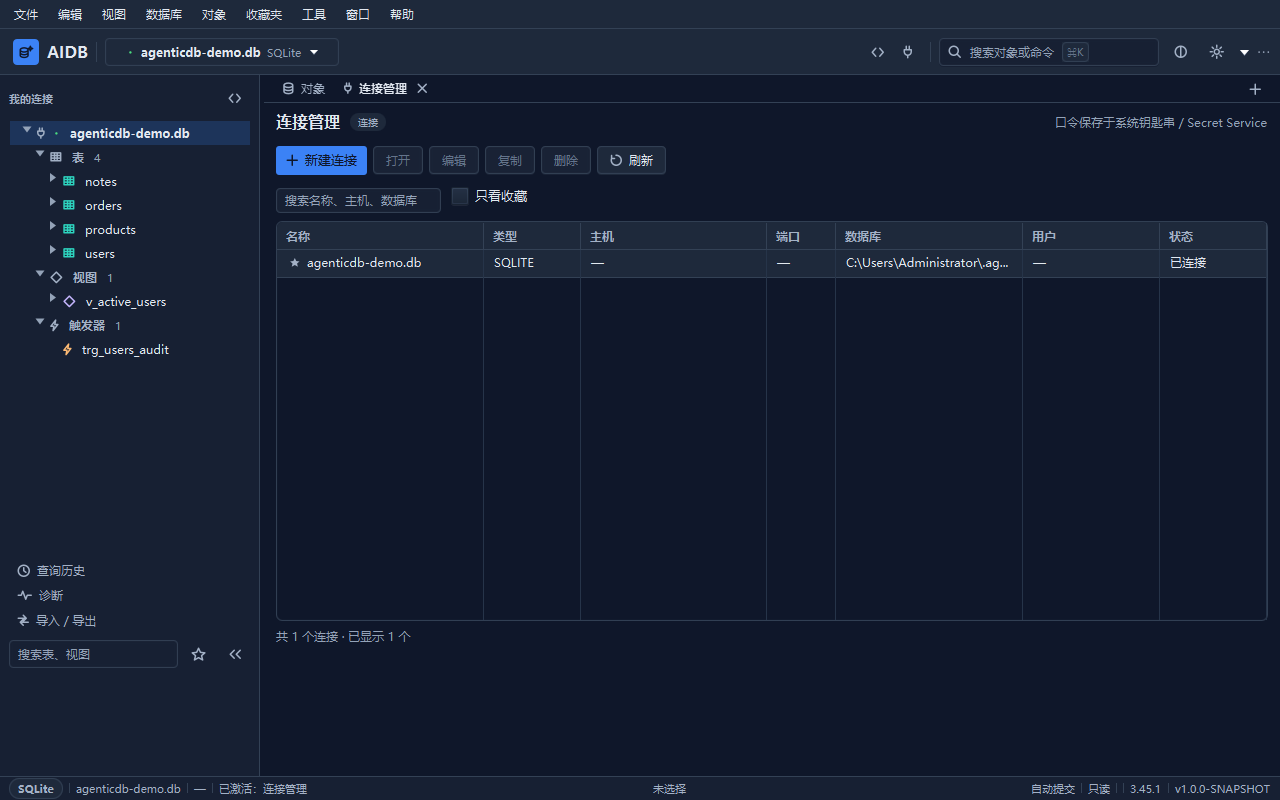 文件 编辑 视图 数据库 对象 收藏夹 工具 窗口 帮助
AIDB agenticdb-demo.db SQLite 搜索对象或命令 ⌘K
我的连接
agenticdb-demo.db
表 4
notes
orders
products
users
视图 1
v_active_users
触发器 1
trg_users_audit
查询历史
诊断
导入 / 导出
搜索表、视图
对象 连接管理
连接管理 连接 口令保存于系统钥匙串 / Secret Service
新建连接 打开 编辑 复制 删除 刷新
搜索名称、主机、数据库 只看收藏
名称 类型 主机 端口 数据库 用户 状态
agenticdb-demo.db SQLITE — — C:\Users\Administrator\.ag... — 已连接
共 1 个连接 · 已显示 1 个
SQLite agenticdb-demo.db — 已激活: 连接管理 未选择 自动提交 只读 3.45.1 v1.0.0-SNAPSHOT